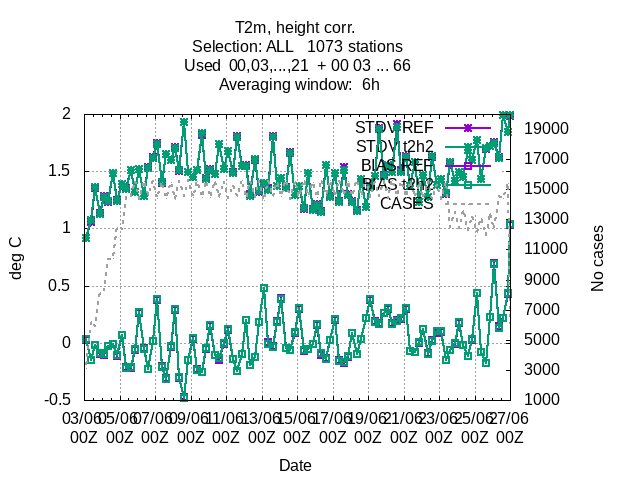 T2m, height corr.
Selection: ALL   1073 stations
Used  00,03,...,21  + 00 03 ... 66
Averaging window:  6h
2
1.5
1
0.5
0
-0.5
deg C
19000
17000
15000
13000
11000
9000
7000
5000
3000
1000
No cases
STDV REF
STDV t2h2
BIAS REF
BIAS t2h2
CASES
03/06 05/06 07/06 09/06 11/06 13/06 15/06 17/06 19/06 21/06 23/06 25/06 27/06
00Z 00Z 00Z 00Z 00Z 00Z 00Z 00Z 00Z 00Z 00Z 00Z 00Z
Date